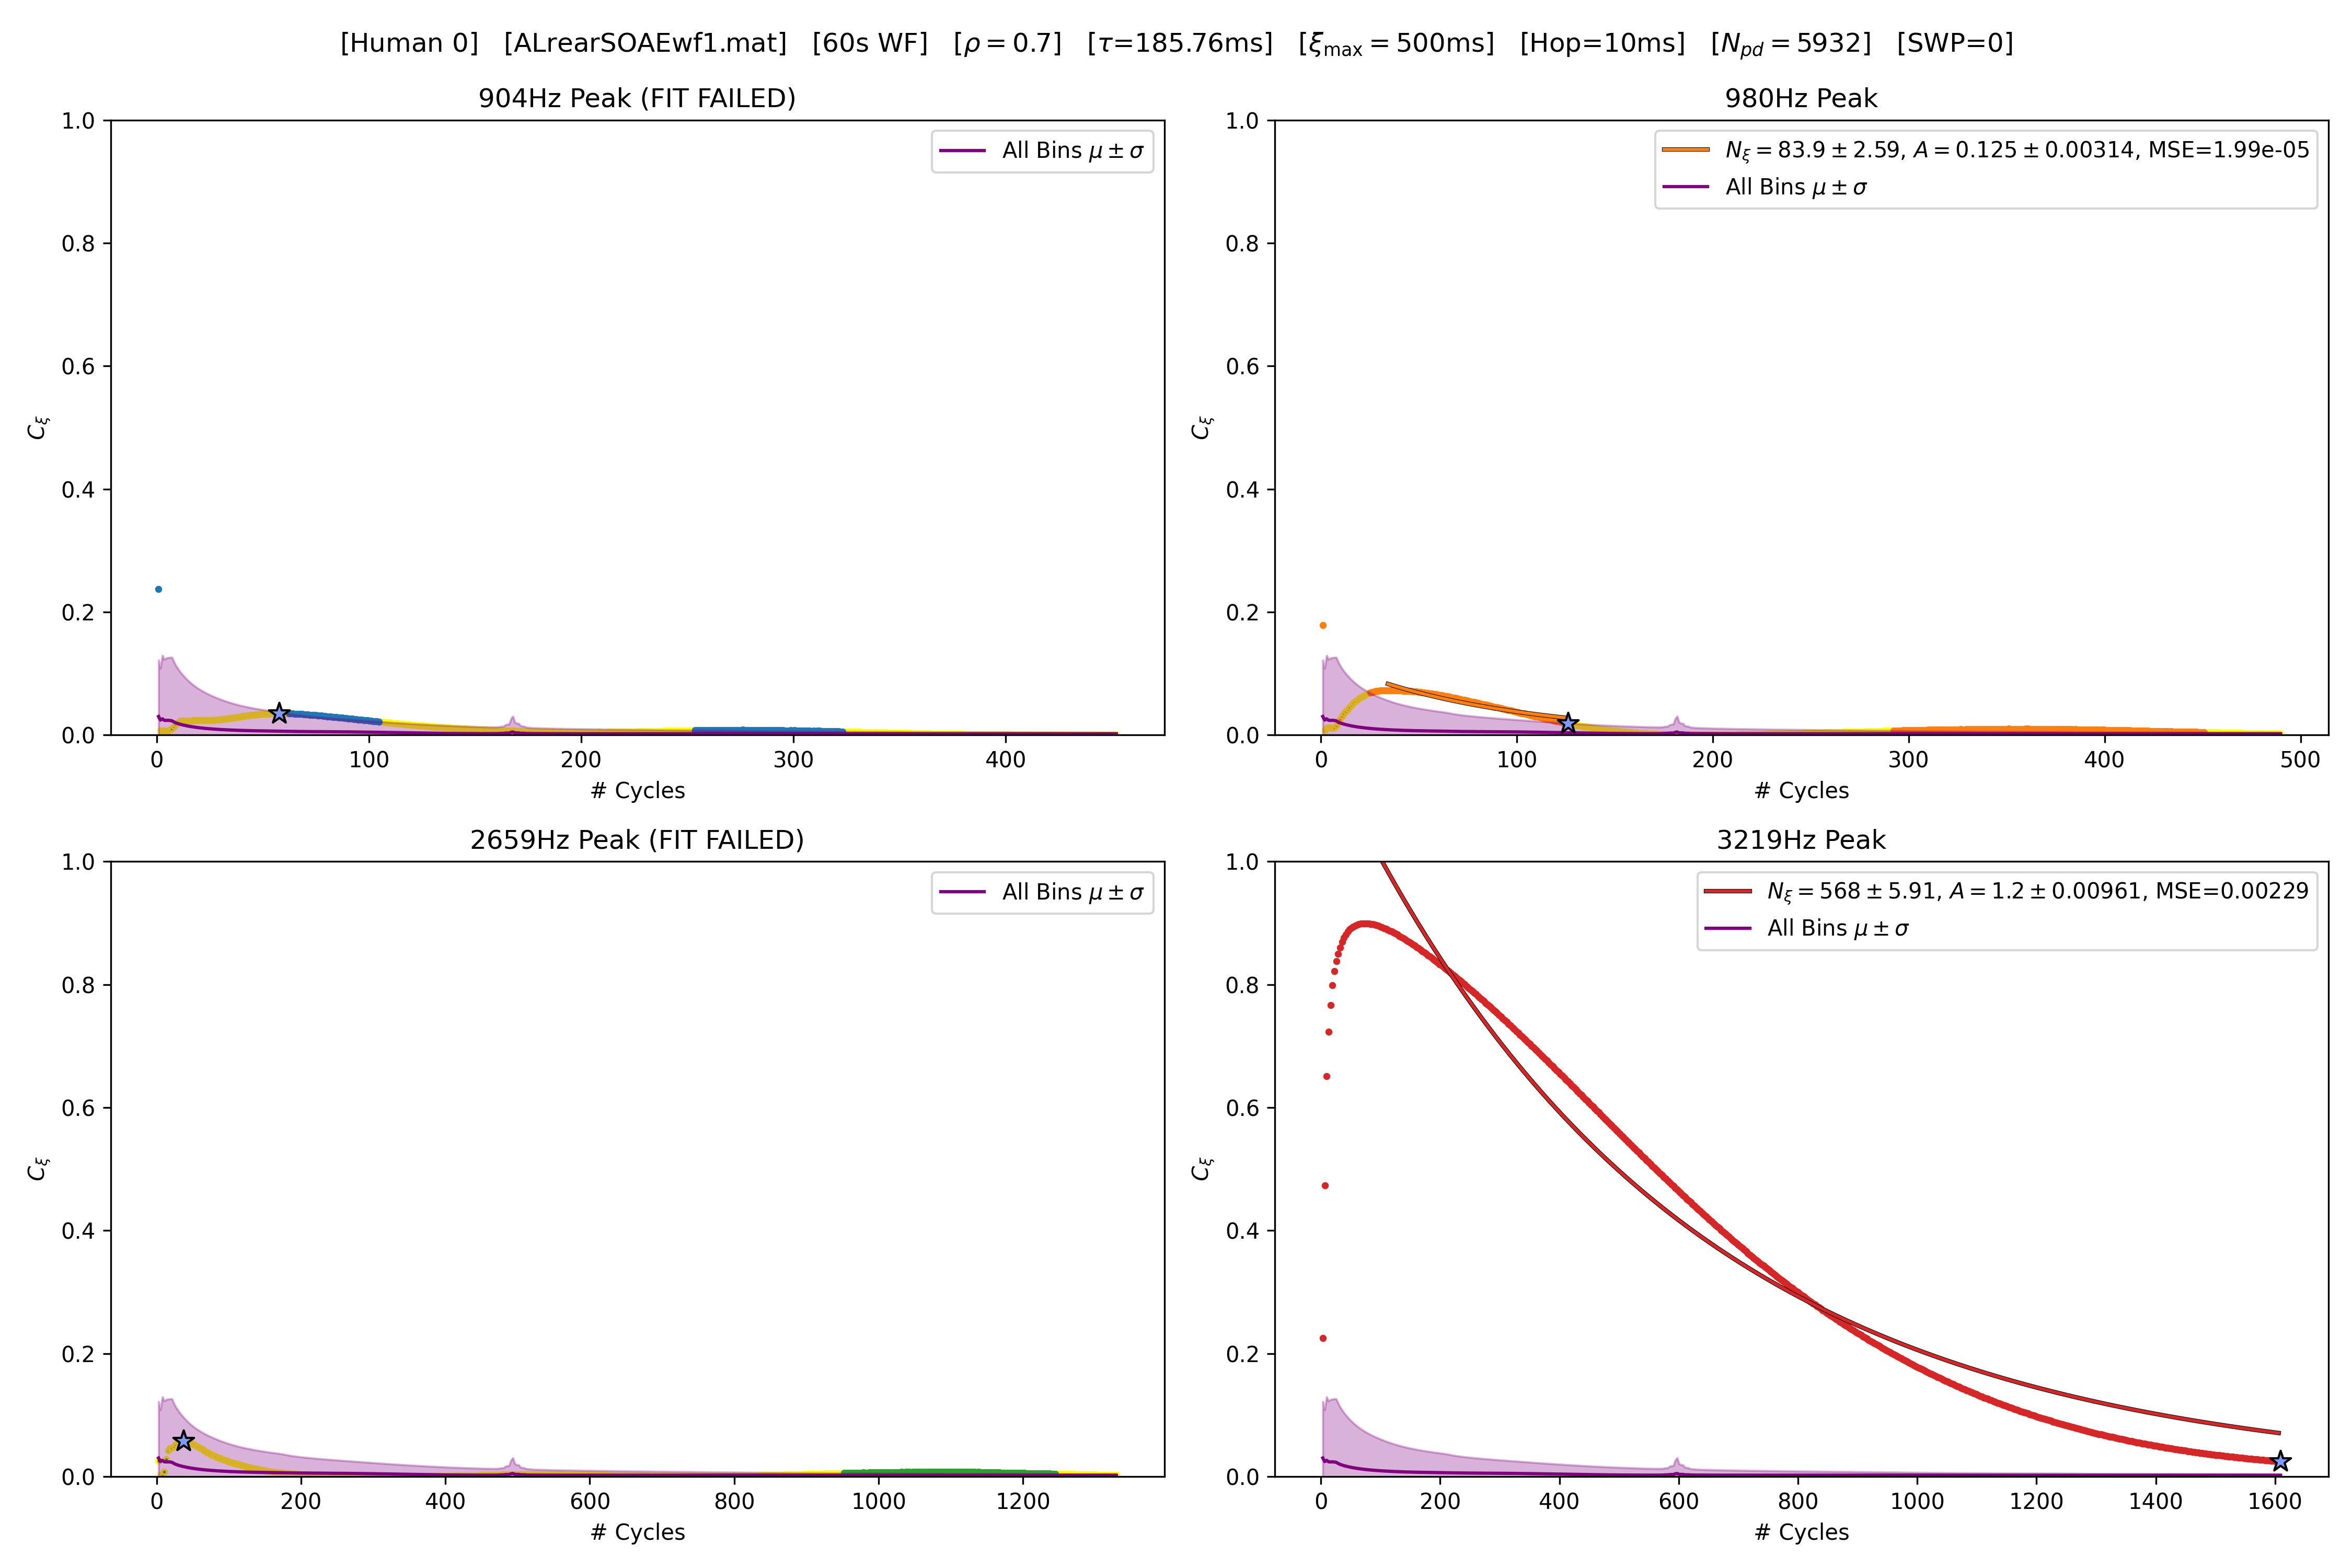 [Human 0] [ALrearSOAEwf1.mat] [60s WF] [ρ = 0.7] [τ=185.76ms] [ξmax = 500ms] [Hop=10ms] [Npd = 5932] [SWP=0]
904Hz Peak (FIT FAILED)
1.0
0.8
0.6
0.4
0.2
0.0
Cξ
All Bins μ ± σ
0 100 200 300 400
# Cycles
980Hz Peak
1.0
0.8
0.6
0.4
0.2
0.0
Cξ
Nξ = 83.9 ± 2.59, A = 0.125 ± 0.00314, MSE=1.99e-05
All Bins μ ± σ
0 100 200 300 400 500
# Cycles
2659Hz Peak (FIT FAILED)
1.0
0.8
0.6
0.4
0.2
0.0
Cξ
All Bins μ ± σ
0 200 400 600 800 1000 1200
# Cycles
3219Hz Peak
1.0
0.8
0.6
0.4
0.2
0.0
Cξ
Nξ = 568 ± 5.91, A = 1.2 ± 0.00961, MSE=0.00229
All Bins μ ± σ
0 200 400 600 800 1000 1200 1400 1600
# Cycles